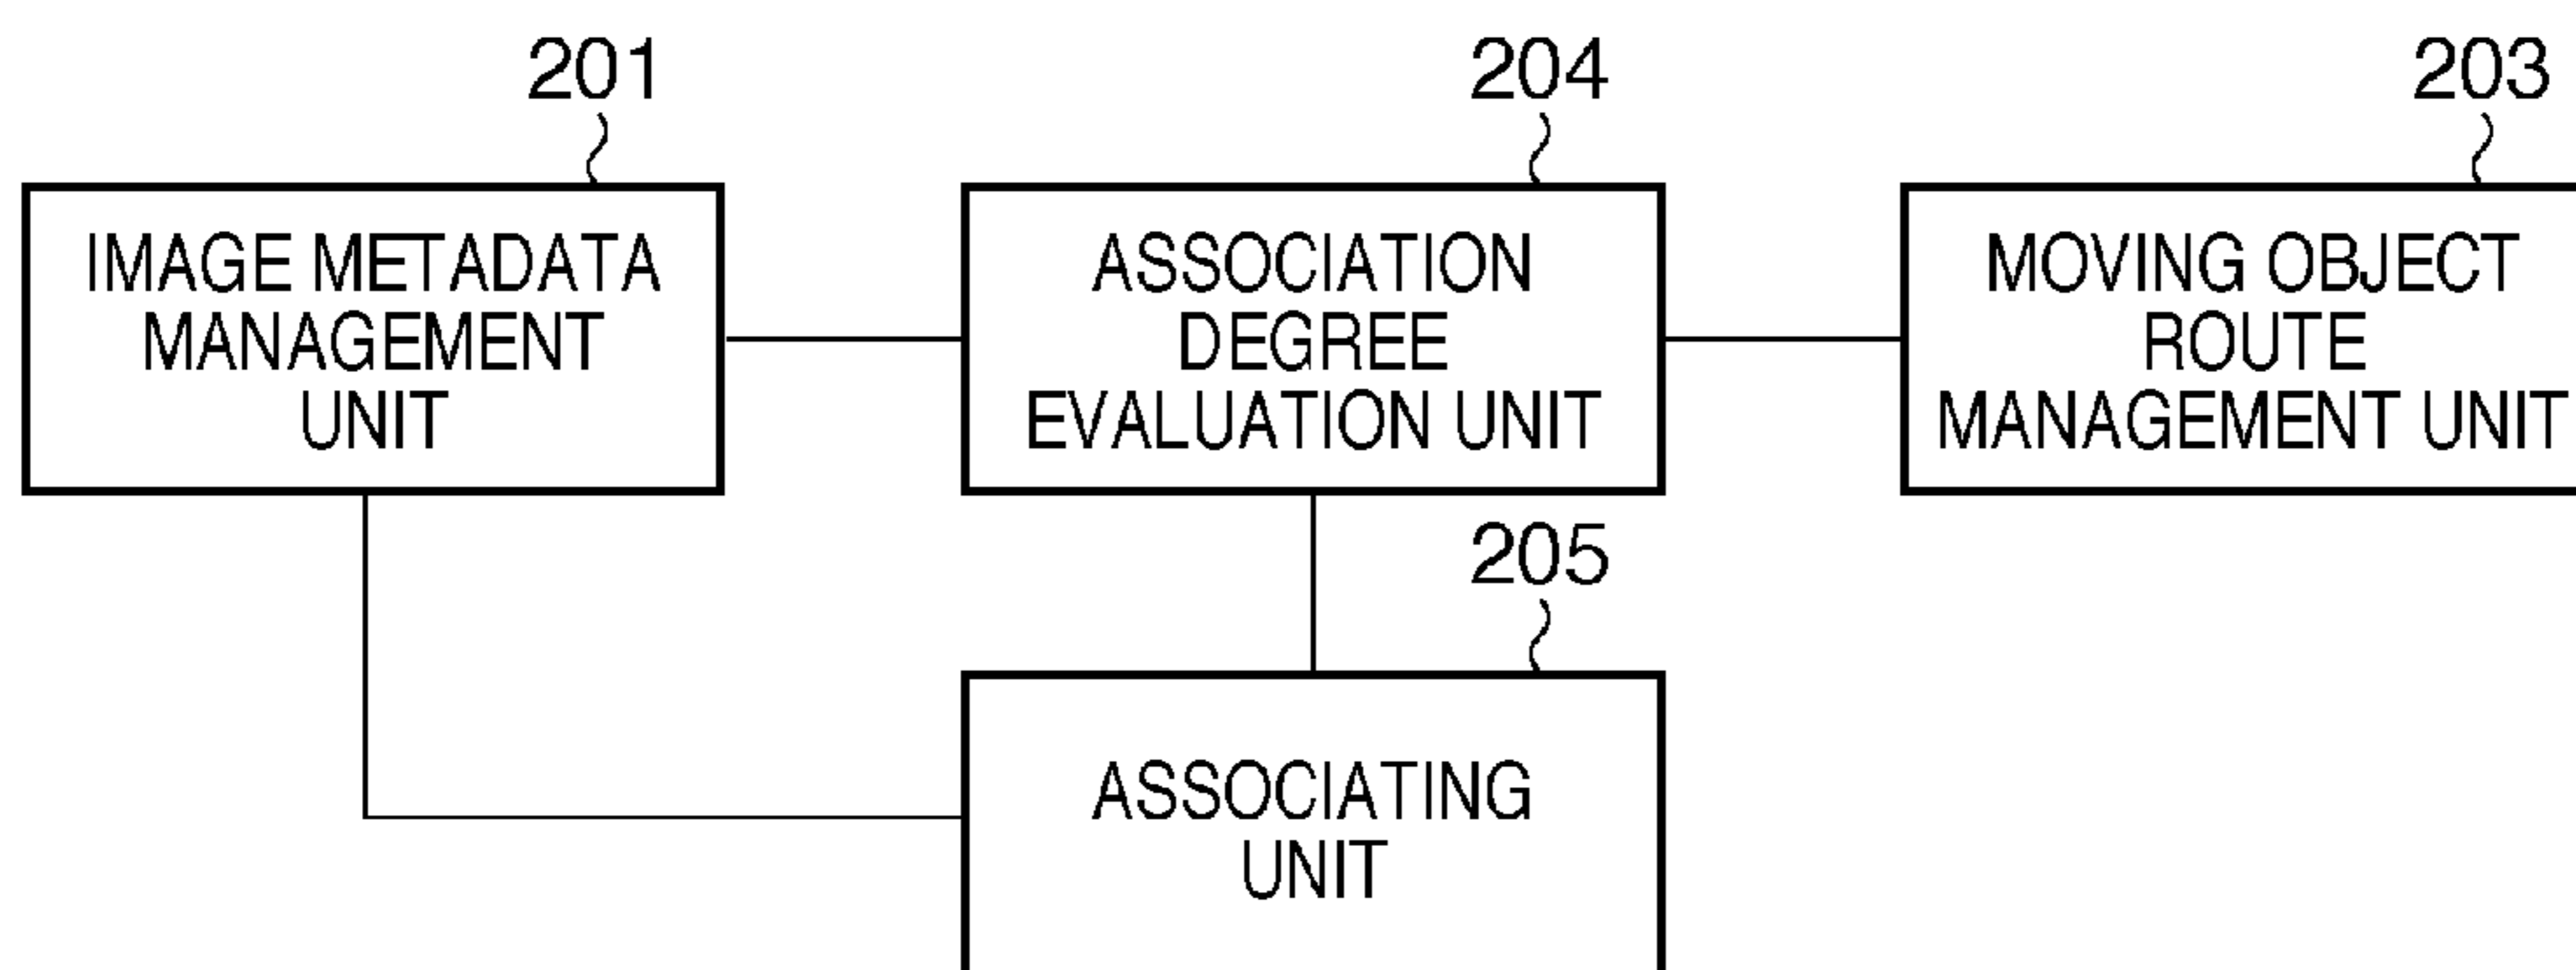 201
IMAGE METADATA
MANAGEMENT
UNIT
204
ASSOCIATION
DEGREE
EVALUATION UNIT
203
MOVING OBJECT
ROUTE
MANAGEMENT UNIT
205
ASSOCIATING
UNIT